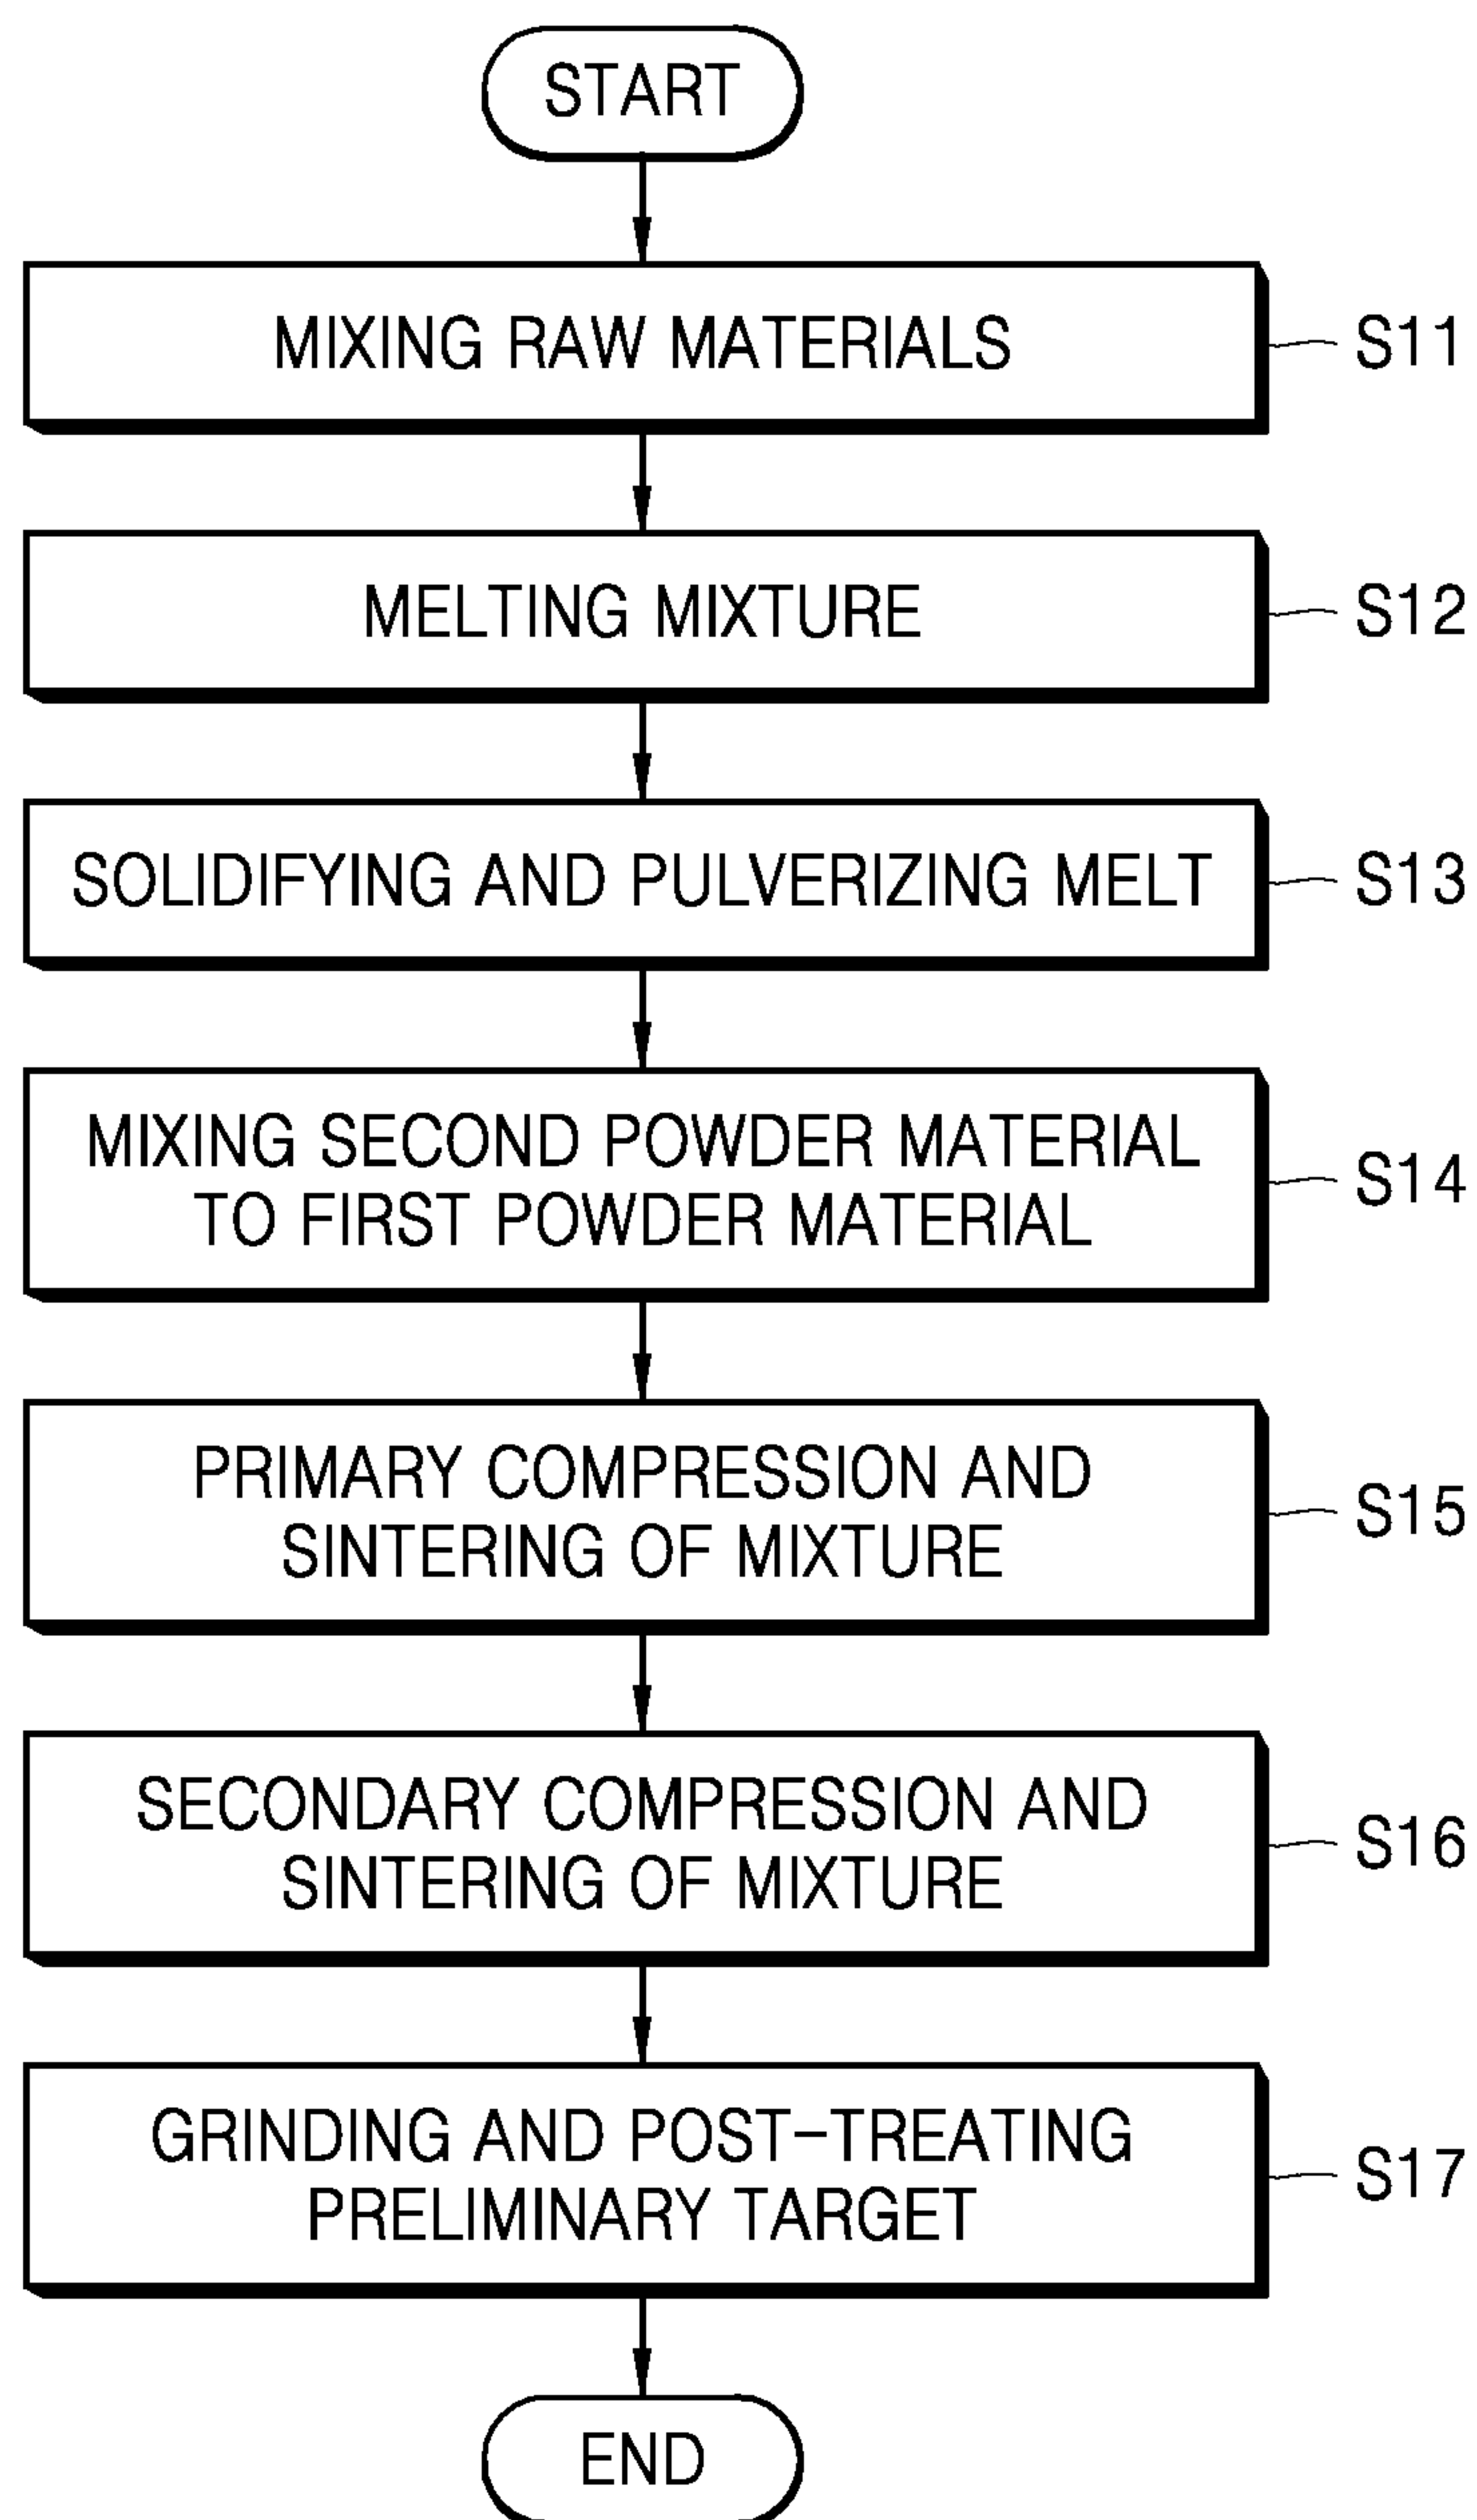 START
MIXING RAW MATERIALS
S11
MELTING MIXTURE
S12
SOLIDIFYING AND PULVERIZING MELT
S13
MIXING SECOND POWDER MATERIAL
TO FIRST POWDER MATERIAL
S14
PRIMARY COMPRESSION AND
SINTERING OF MIXTURE
S15
SECONDARY COMPRESSION AND
SINTERING OF MIXTURE
S16
GRINDING AND POST-TREATING
PRELIMINARY TARGET
S17
END